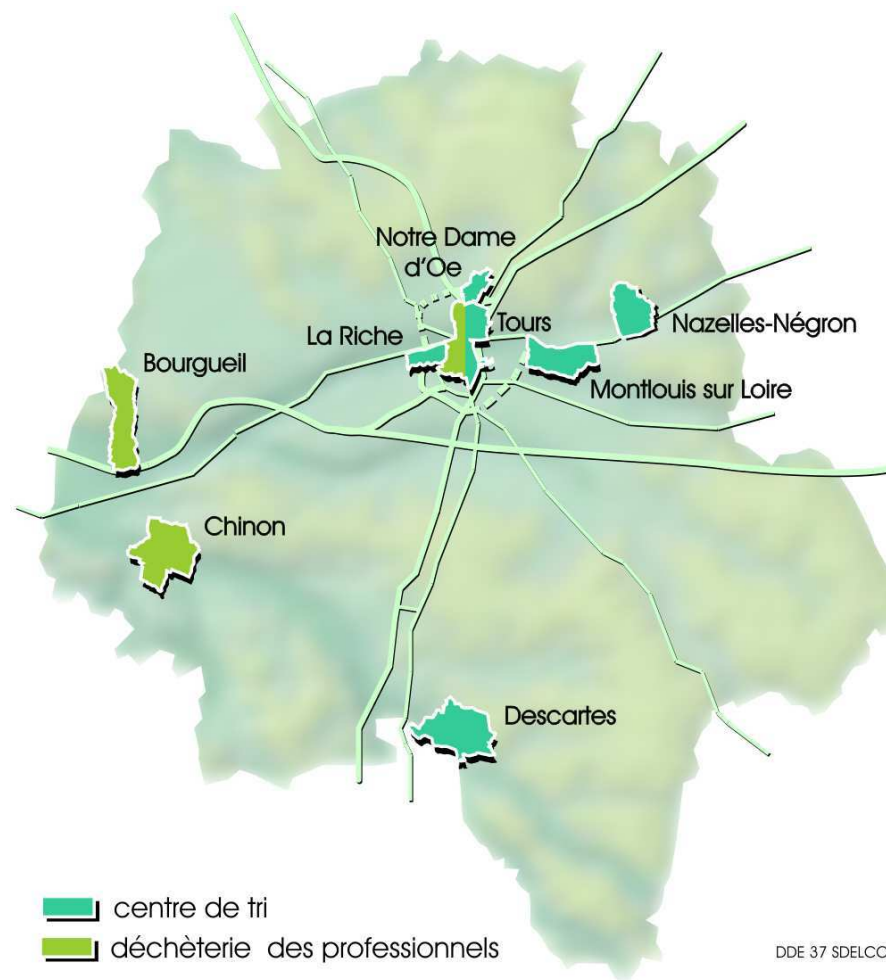 Notre Dame
d'Oe
La Riche
Tours
Nazelles-Négron
Bourgueil
Montlouis sur Loire
Chinon
Descartes
centre de tri
déchèterie des professionnels
DDE 37 SDELCO